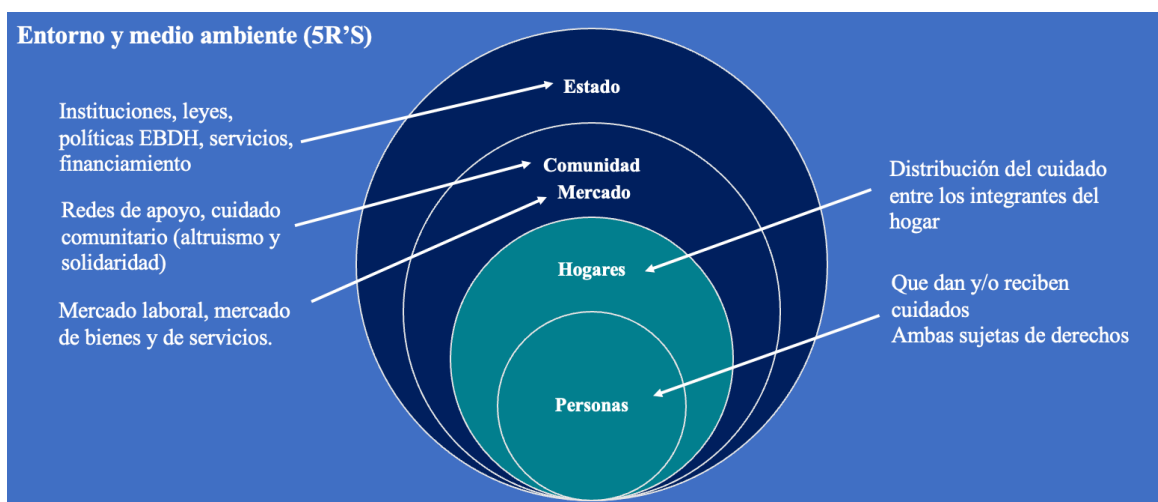 Entorno y medio ambiente (5R’S)
Instituciones, leyes,
políticas EBDH, servicios,
financiamiento
Redes de apoyo, cuidado
comunitario (altruismo y
solidaridad)
Mercado laboral, mercado
de bienes y de servicios.
Estado
Comunidad
Mercado
Hogares
Personas
Distribución del cuidado
entre los integrantes del
hogar
Que dan y/o reciben
cuidados
Ambas sujetas de derechos